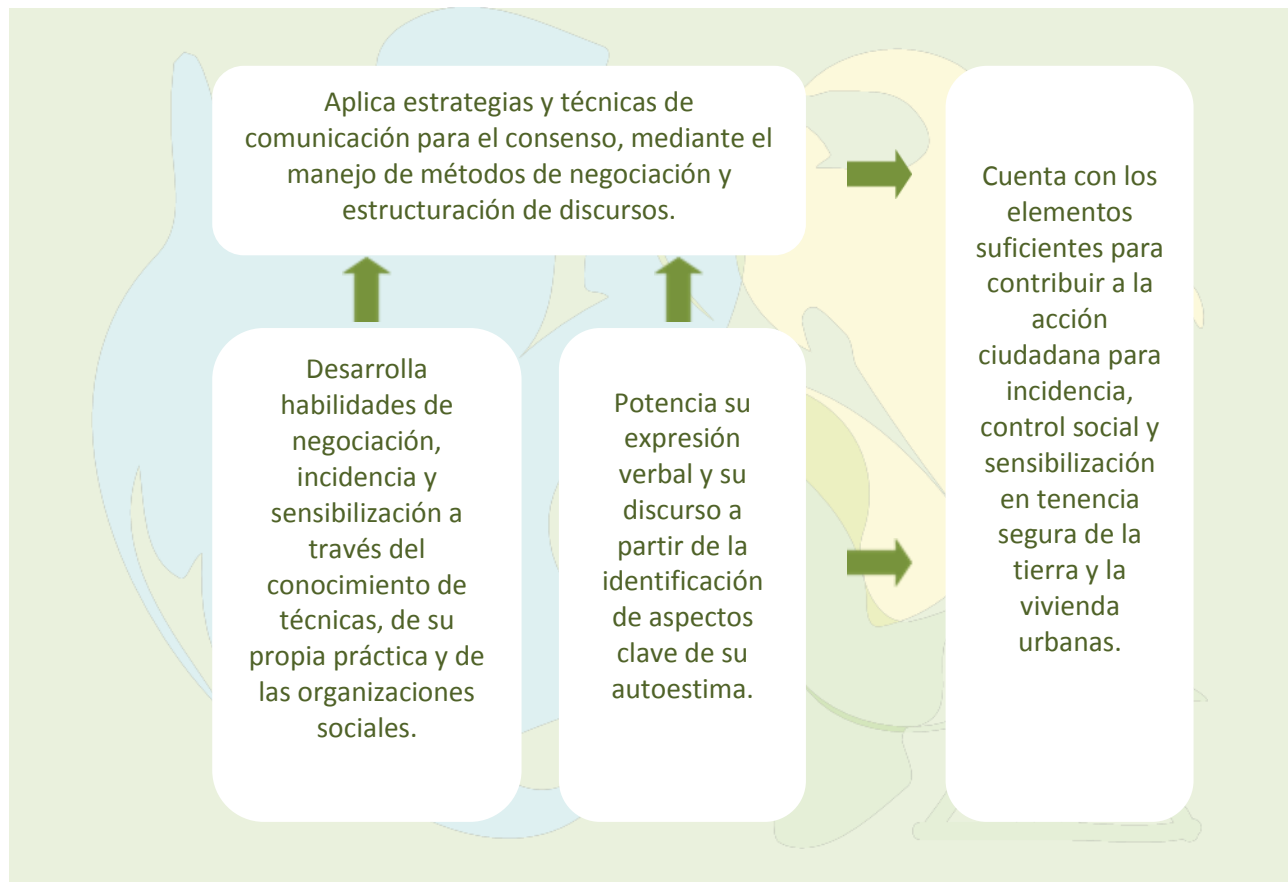 Aplica estrategias y técnicas de
comunicación para el consenso, mediante el
manejo de métodos de negociación y
estructuración de discursos.
Desarrolla
habilidades de
negociación,
incidencia y
sensibilización a
través del
conocimiento de
técnicas, de su
propia práctica y de
las organizaciones
sociales.
Potencia su
expresión
verbal y su
discurso a
partir de la
identificación
de aspectos
clave de su
autoestima.
Cuenta con los
elementos
suficientes para
contribuir a la
acción
ciudadana para
incidencia,
control social y
sensibilización
en tenencia
segura de la
tierra y la
vivienda
urbanas.